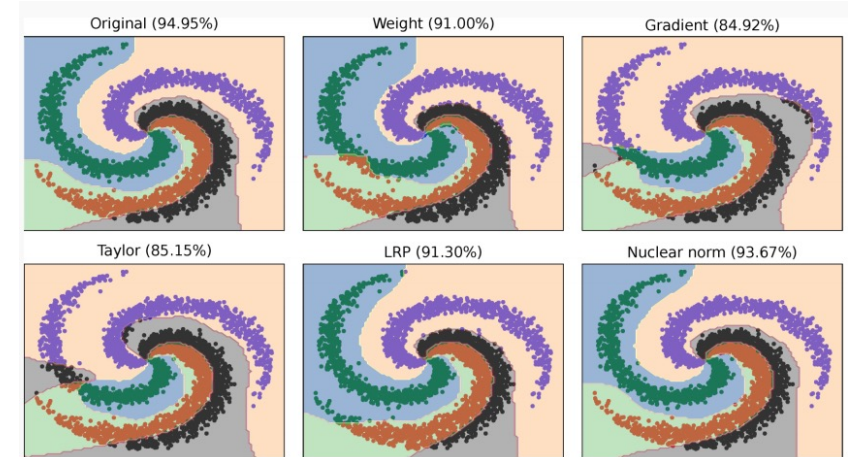 Original (94.95%)
Weight (91.00%)
Gradient (84.92%)
Taylor (85.15%)
LRP (91.30%)
Nuclear norm (93.67%)